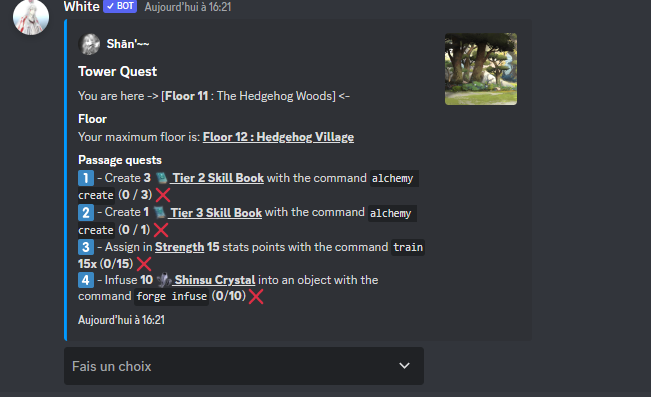 White ✓ BOT Aujourd'hui à 16:21
Shān'~~
Tower Quest
You are here -> [Floor 11 : The Hedgehog Woods] <-
Floor
Your maximum floor is: Floor 12 : Hedgehog Village
Passage quests
1 - Create 3 Tier 2 Skill Book with the command alchemy
create (0 / 3) ❌
2 - Create 1 Tier 3 Skill Book with the command alchemy
create (0 / 1) ❌
3 - Assign in Strength 15 stats points with the command train
15x (0/15) ❌
4 - Infuse 10 Shinsu Crystal into an object with the
command forge infuse (0/10) ❌
Aujourd'hui à 16:21
Fais un choix